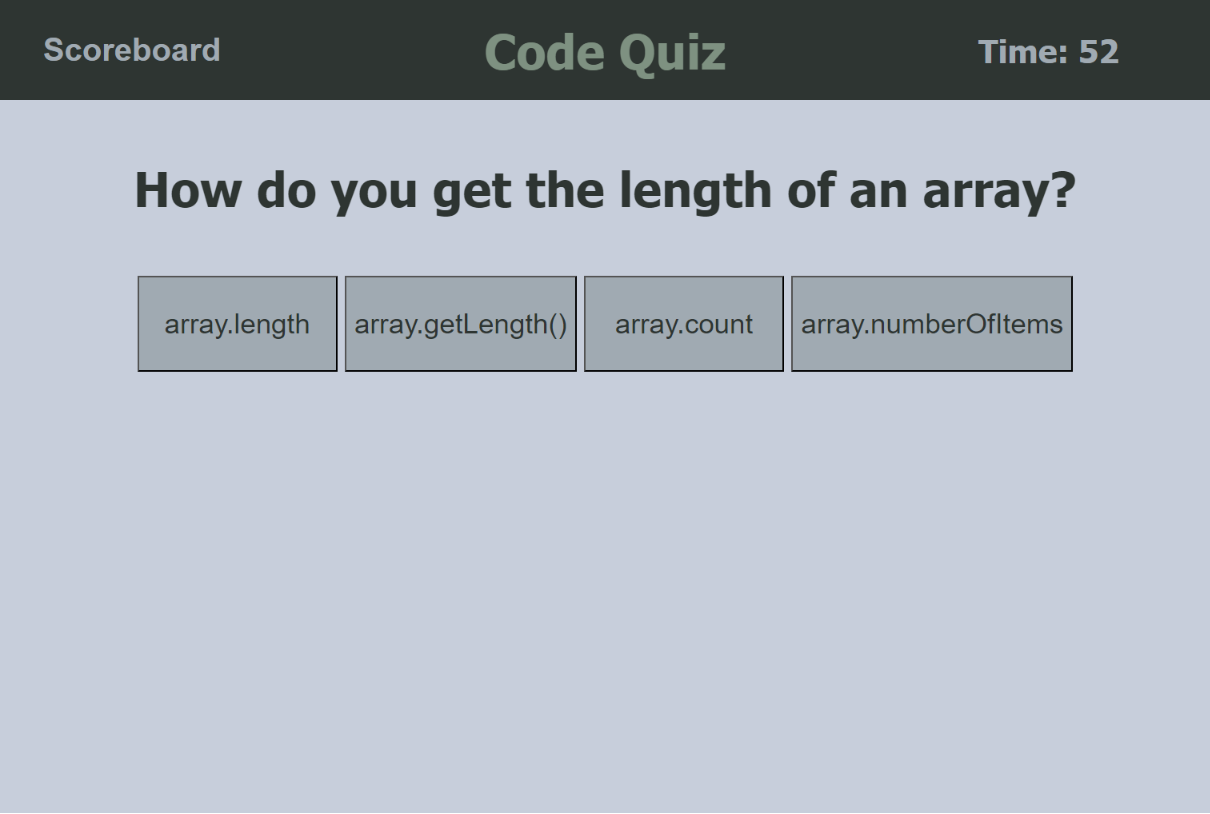 Scoreboard
Code Quiz
Time: 52
How do you get the length of an array?
array.length
array.getLength()
array.count
array.numberOfItems